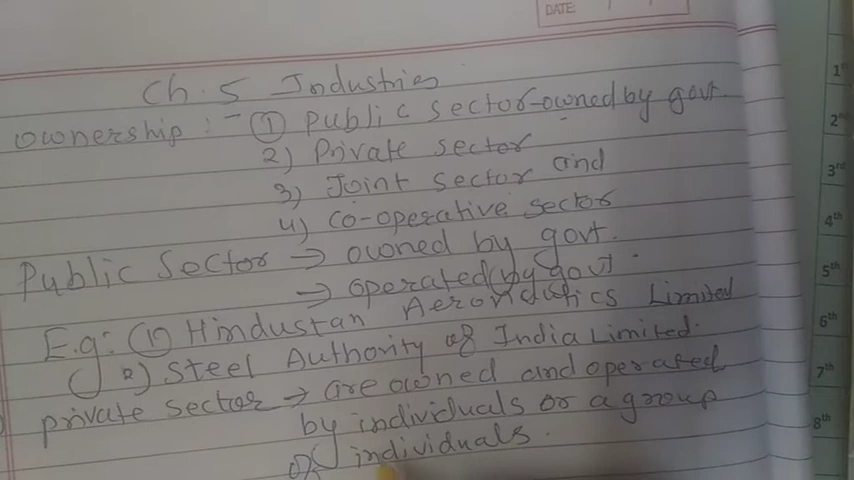 DATE:
Ch. 5 Industries
ownership :- (1) public sector-owned by govt.
2) Private sector
3) Joint sector and
4) co-operative sector
Public sector → owned by govt.
→ operated by govt.
E.g: (1) Hindustan Aeronautics Limited
2) Steel Authority of India Limited.
private sector → are owned and operated
by individuals or a group
of individuals.
1st
2nd
3rd
4th
5th
6th
7th
8th